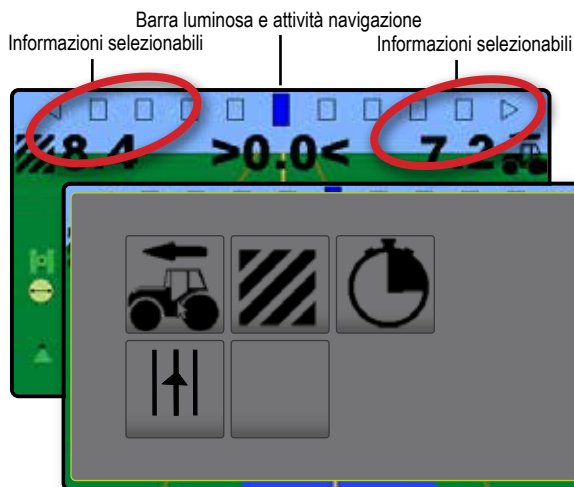 Barra luminosa e attività navigazione
Informazioni selezionabili
Informazioni selezionabili
8.4 >0.0< 7.2